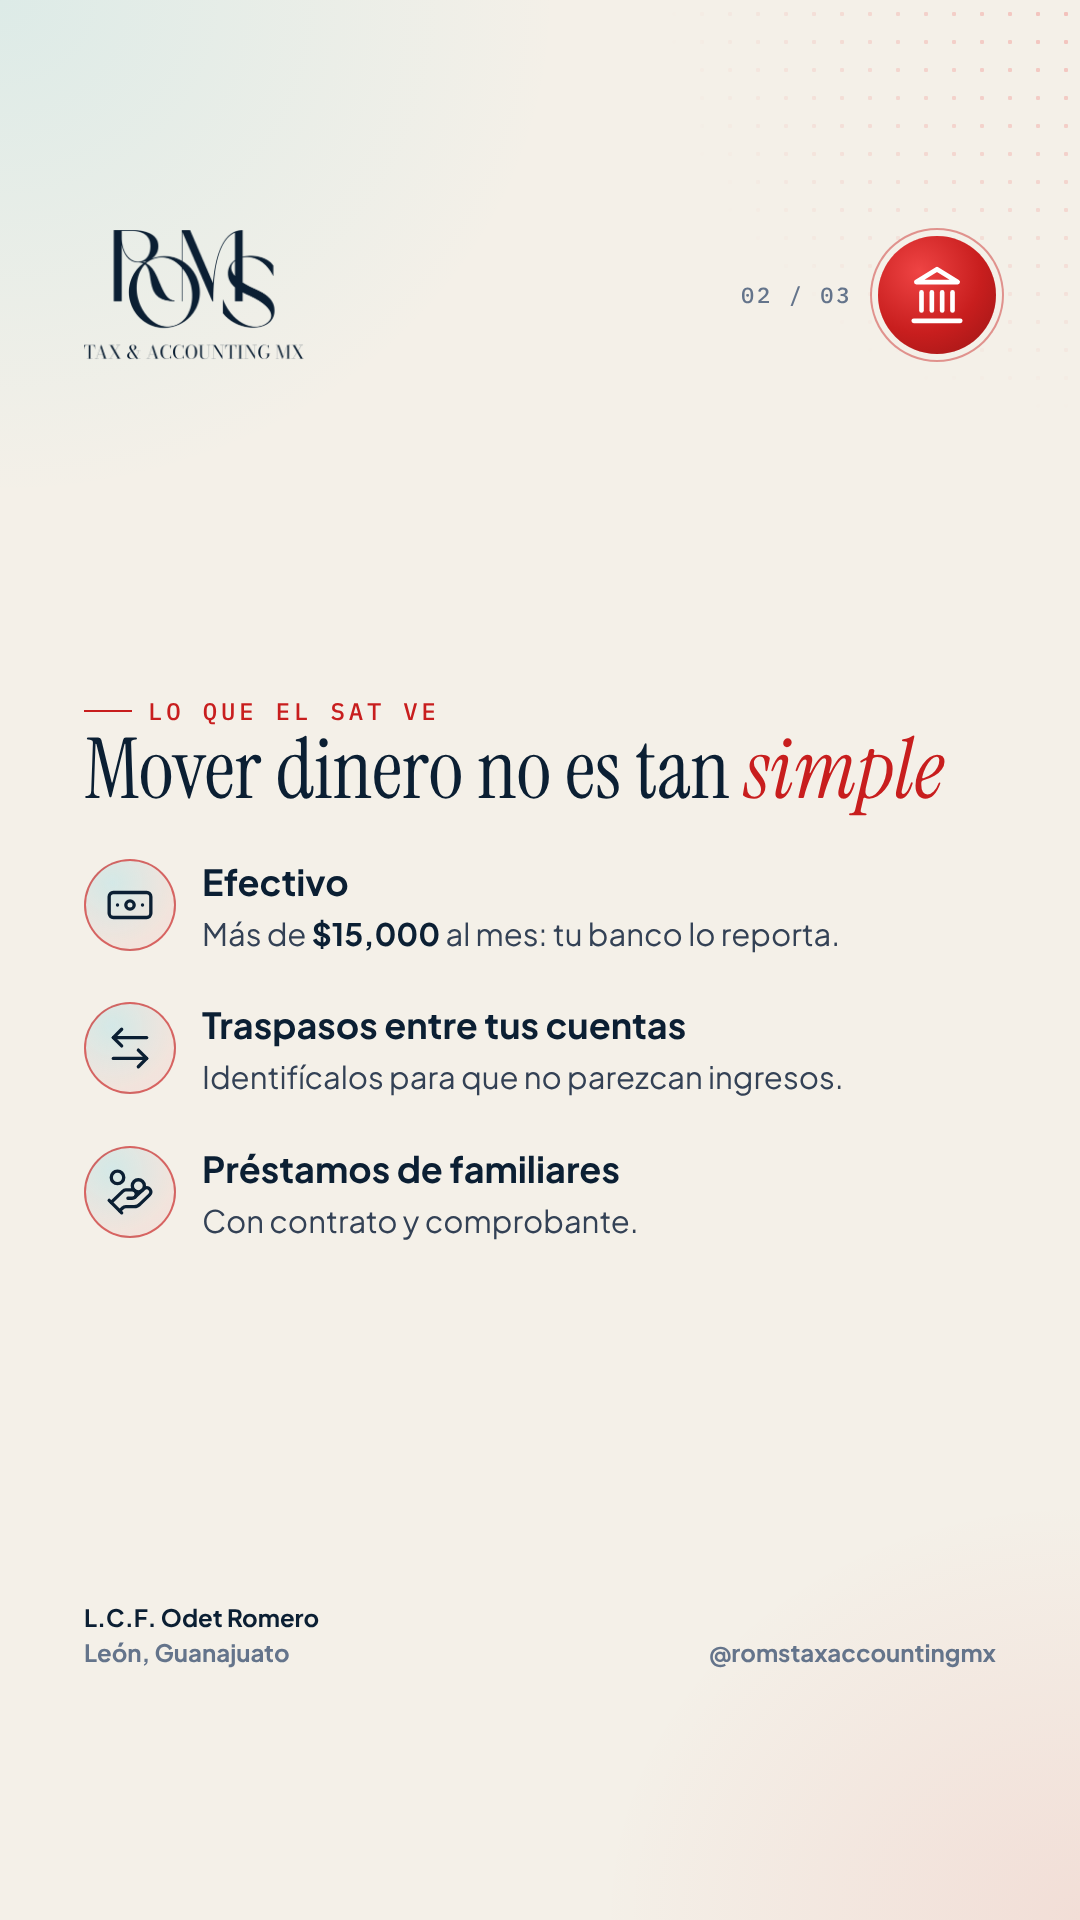 ROMS
TAX & ACCOUNTING MX
02 / 03
LO QUE EL SAT VE
Mover dinero no es tan simple
Efectivo
Más de $15,000 al mes: tu banco lo reporta.
Traspasos entre tus cuentas
Identifícalos para que no parezcan ingresos.
Préstamos de familiares
Con contrato y comprobante.
L.C.F. Odet Romero
León, Guanajuato
@romstaxaccountingmx